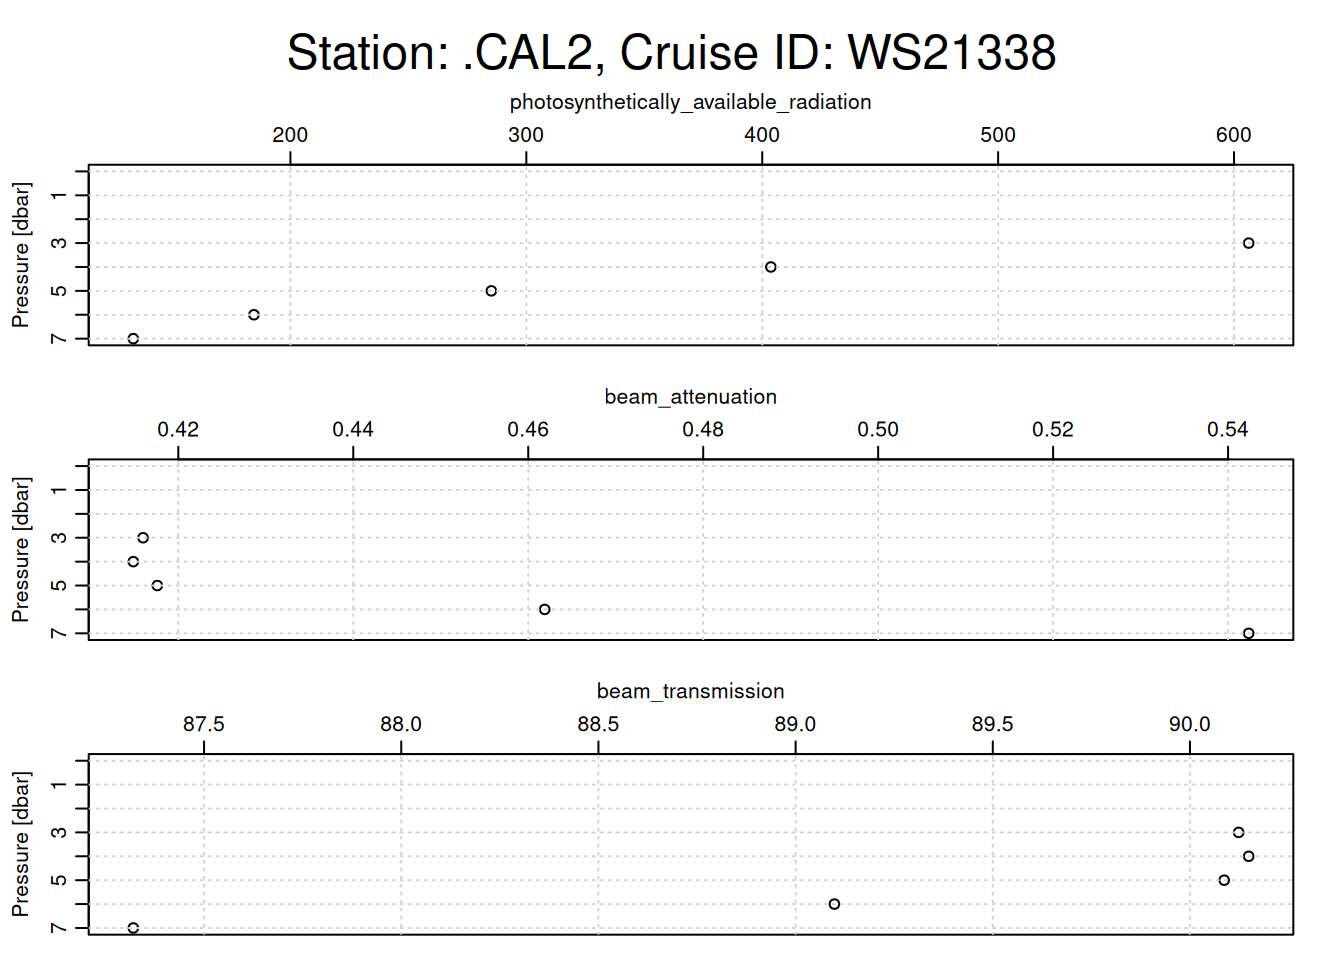 Station: .CAL2, Cruise ID: WS21338
photosynthetically_available_radiation
200 300 400 500 600
Pressure [dbar]
1
3
5
7
beam_attenuation
0.42 0.44 0.46 0.48 0.50 0.52 0.54
Pressure [dbar]
1
3
5
7
beam_transmission
87.5 88.0 88.5 89.0 89.5 90.0
Pressure [dbar]
1
3
5
7